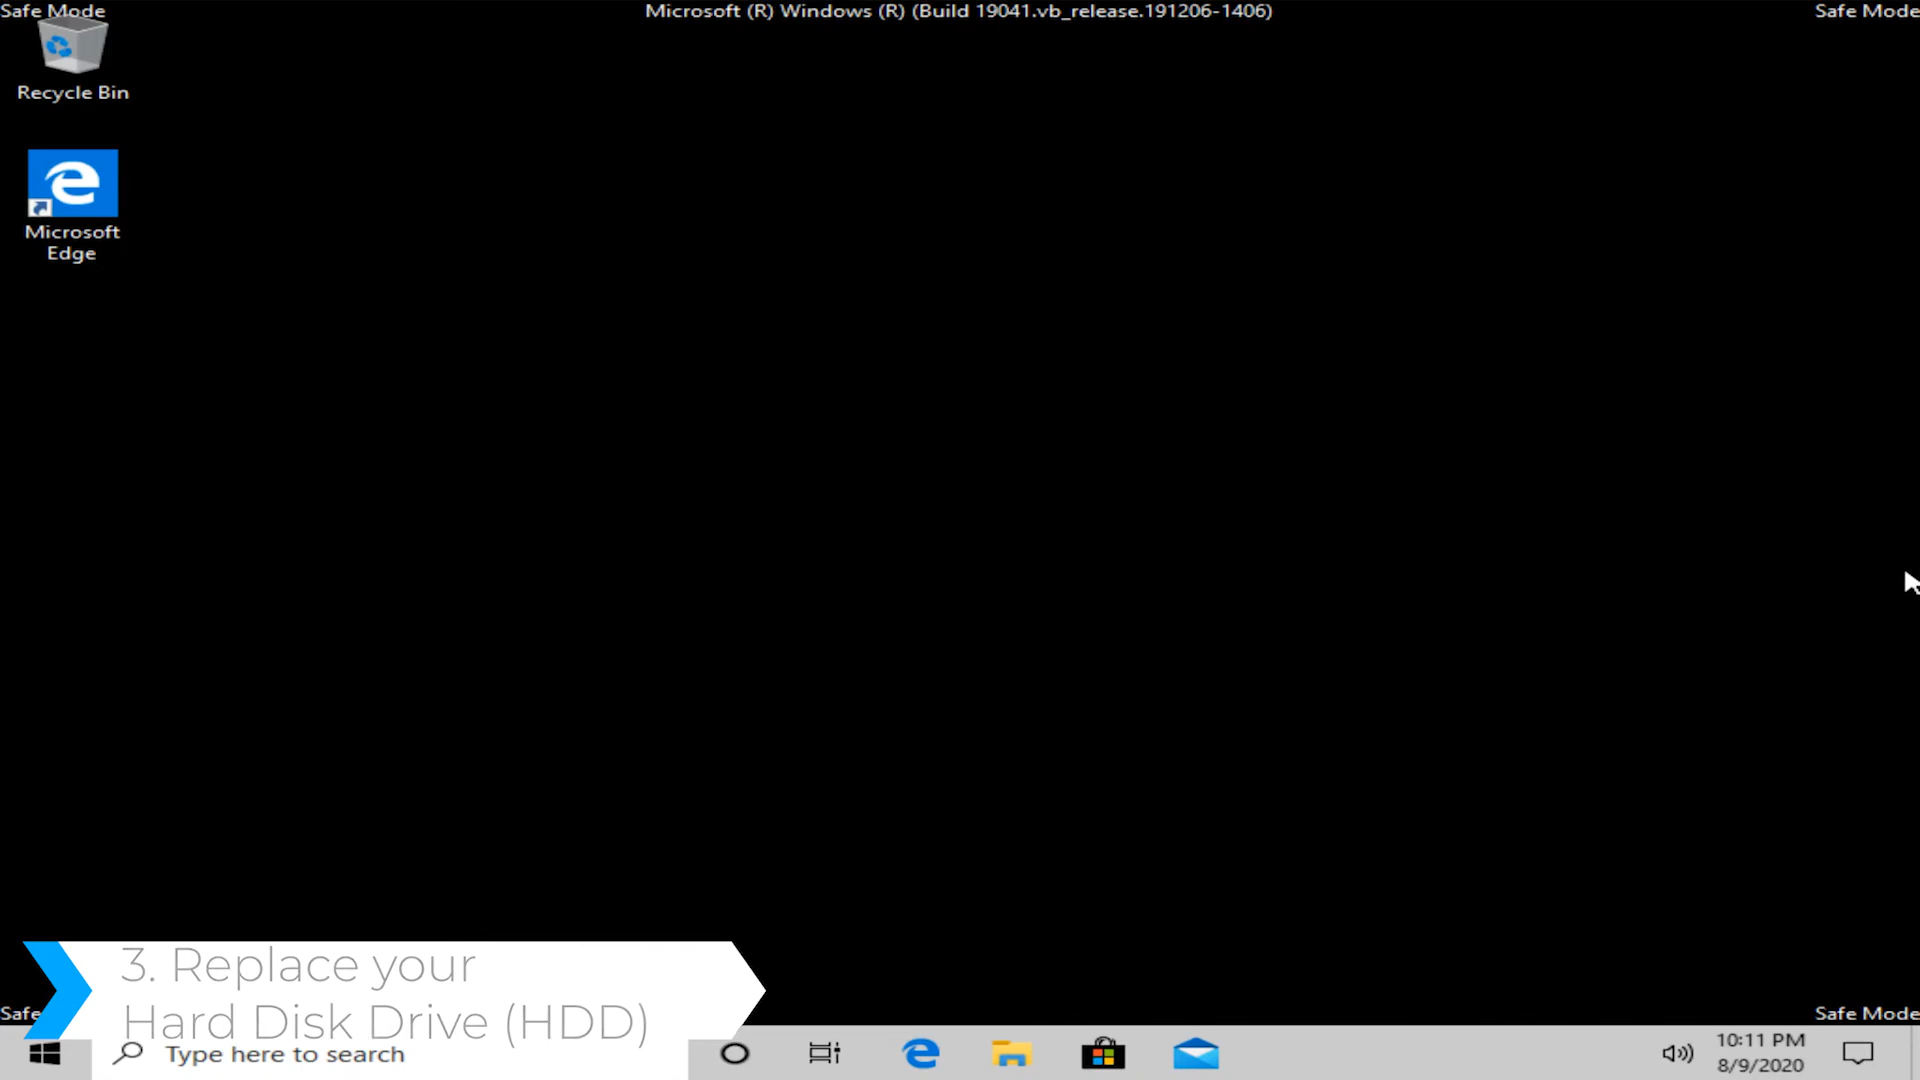 Safe Mode
Microsoft (R) Windows (R) (Build 19041.vb_release.191206-1406)
Safe Mode
Recycle Bin
Microsoft
Edge
3. Replace your
Hard Disk Drive (HDD)
Safe
Safe Mode
Type here to search
10:11 PM
8/9/2020